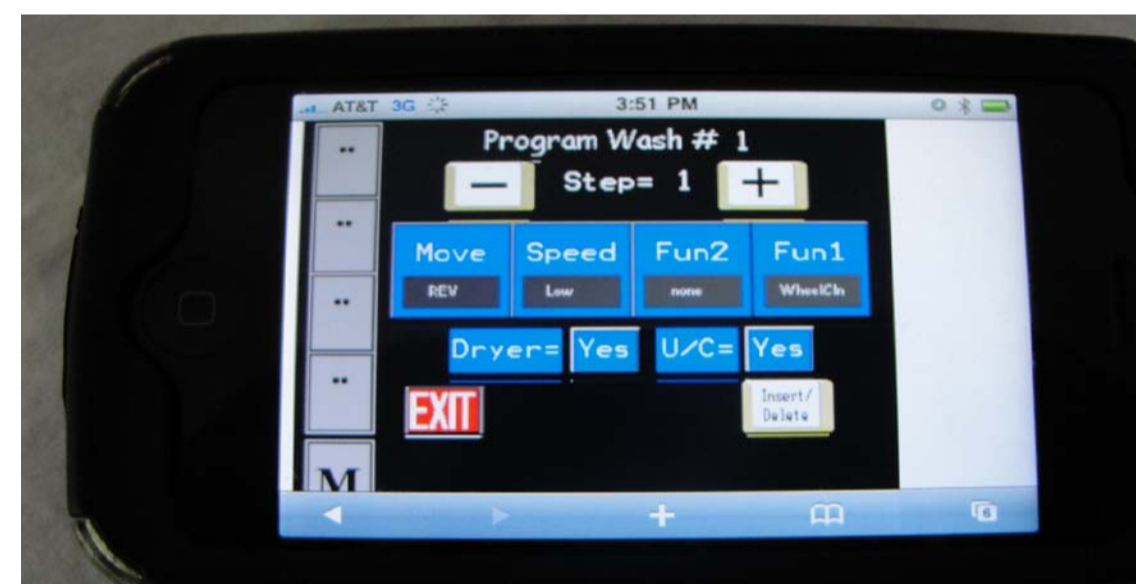 AT&T 3G 3:51 PM
Program Wash # 1
− Step= 1 +
Move Speed Fun2 Fun1
REV Low none WheelCln
Dryer= Yes U/C= Yes
EXIT Insert/
Delete
M
6